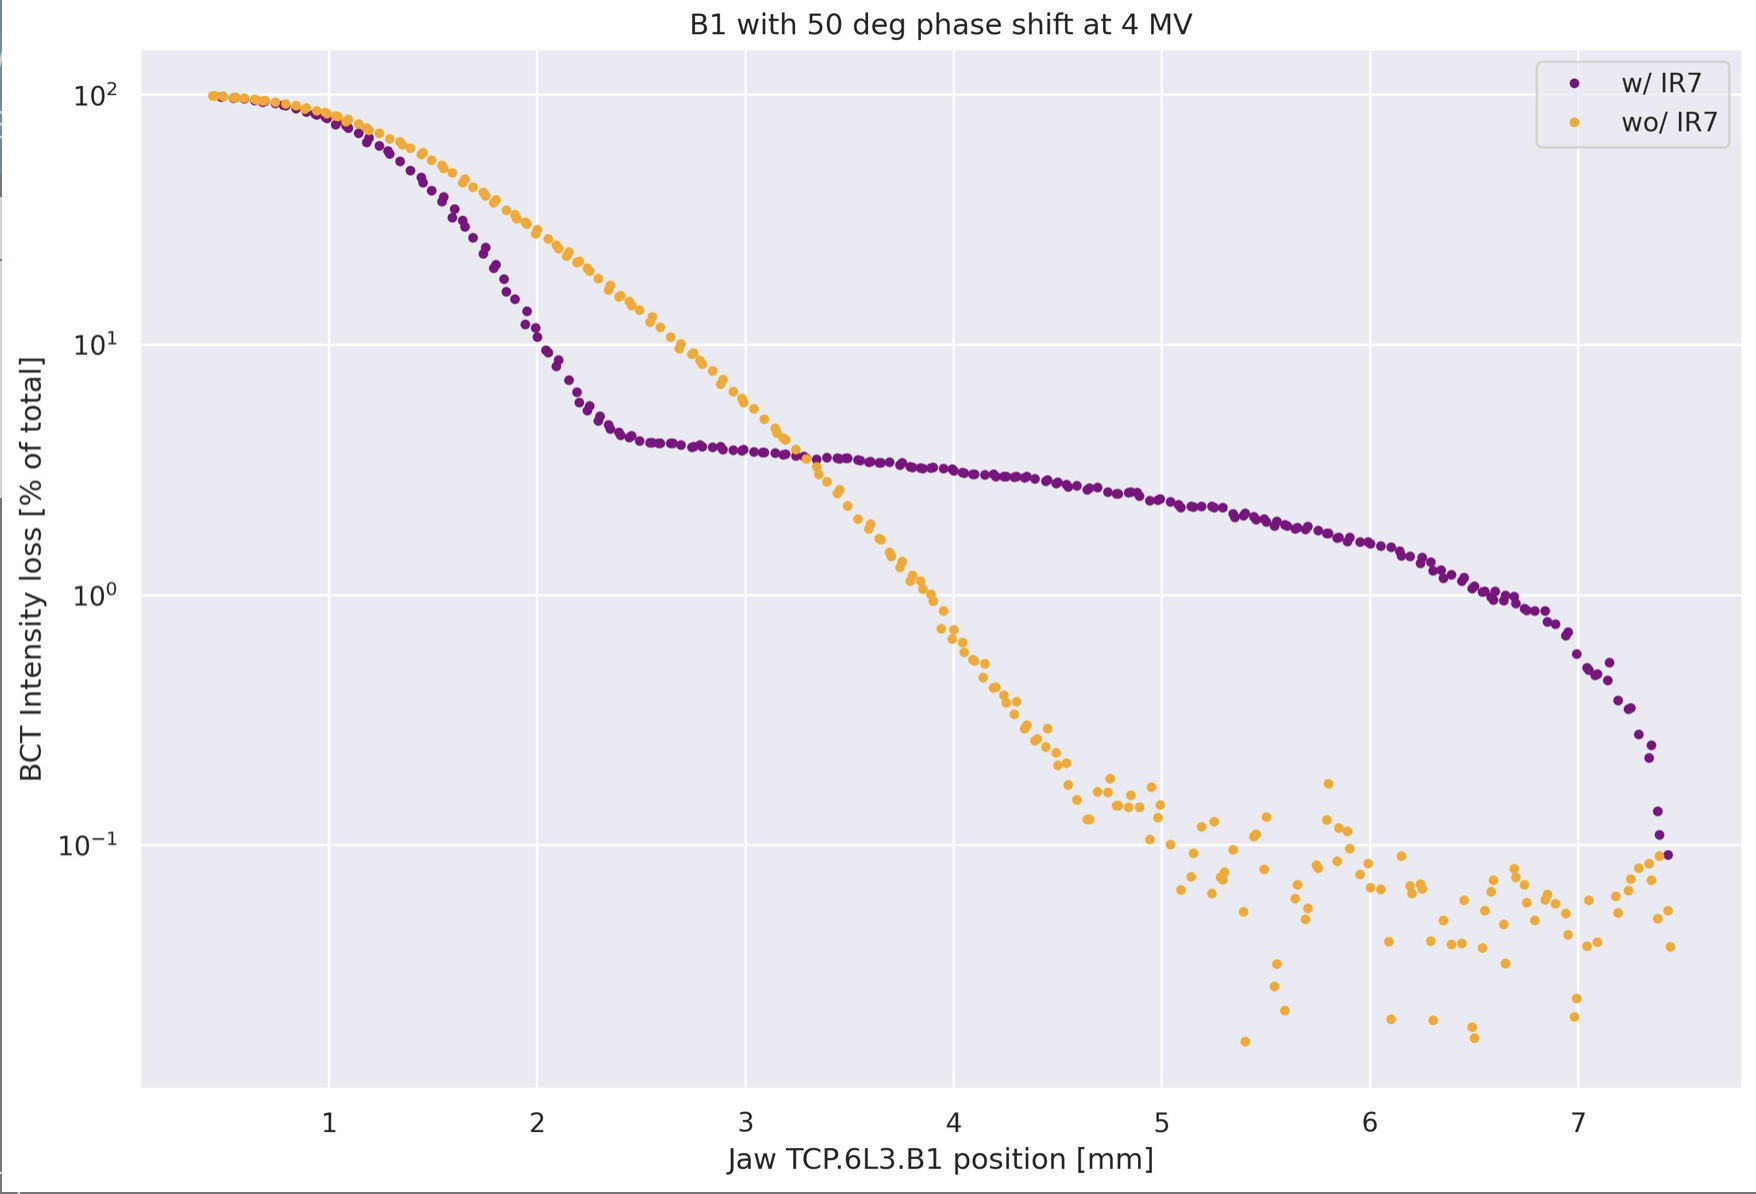 B1 with 50 deg phase shift at 4 MV
w/ IR7
wo/ IR7
BCT Intensity loss [% of total]
10²
10¹
10⁰
10⁻¹
1 2 3 4 5 6 7
Jaw TCP.6L3.B1 position [mm]